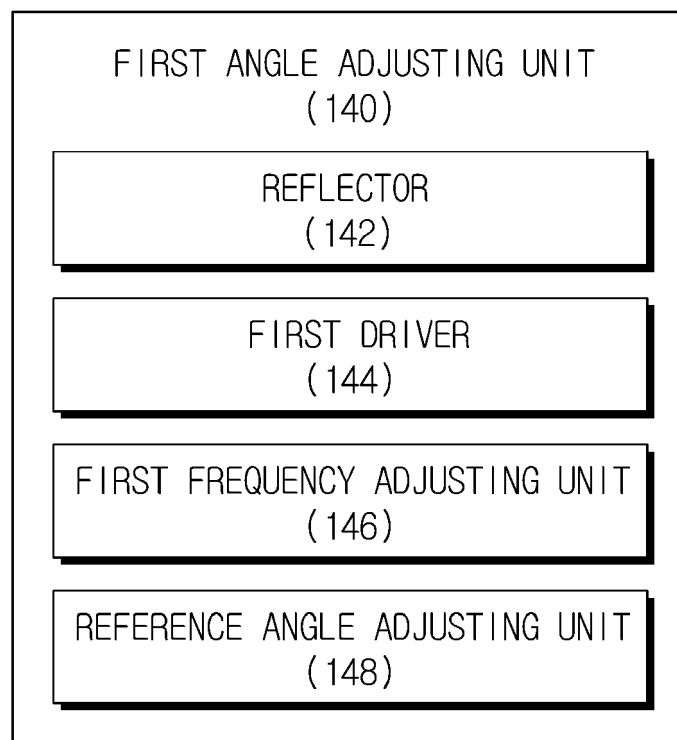 FIRST ANGLE ADJUSTING UNIT
(140)
REFLECTOR
(142)
FIRST DRIVER
(144)
FIRST FREQUENCY ADJUSTING UNIT
(146)
REFERENCE ANGLE ADJUSTING UNIT
(148)